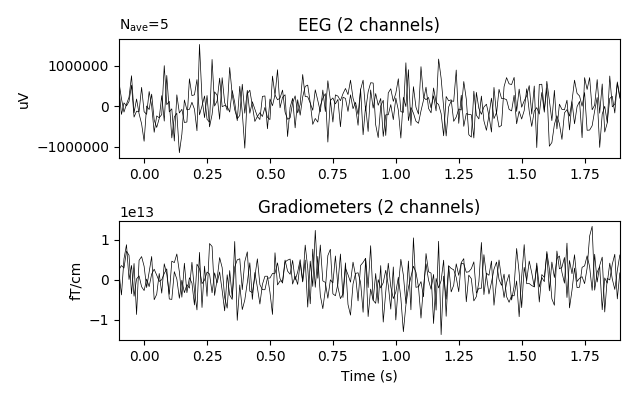 N_ave=5
EEG (2 channels)
uV
1000000
0
−1000000
0.00 0.25 0.50 0.75 1.00 1.25 1.50 1.75
1e13
Gradiometers (2 channels)
fT/cm
1
0
−1
0.00 0.25 0.50 0.75 1.00 1.25 1.50 1.75
Time (s)